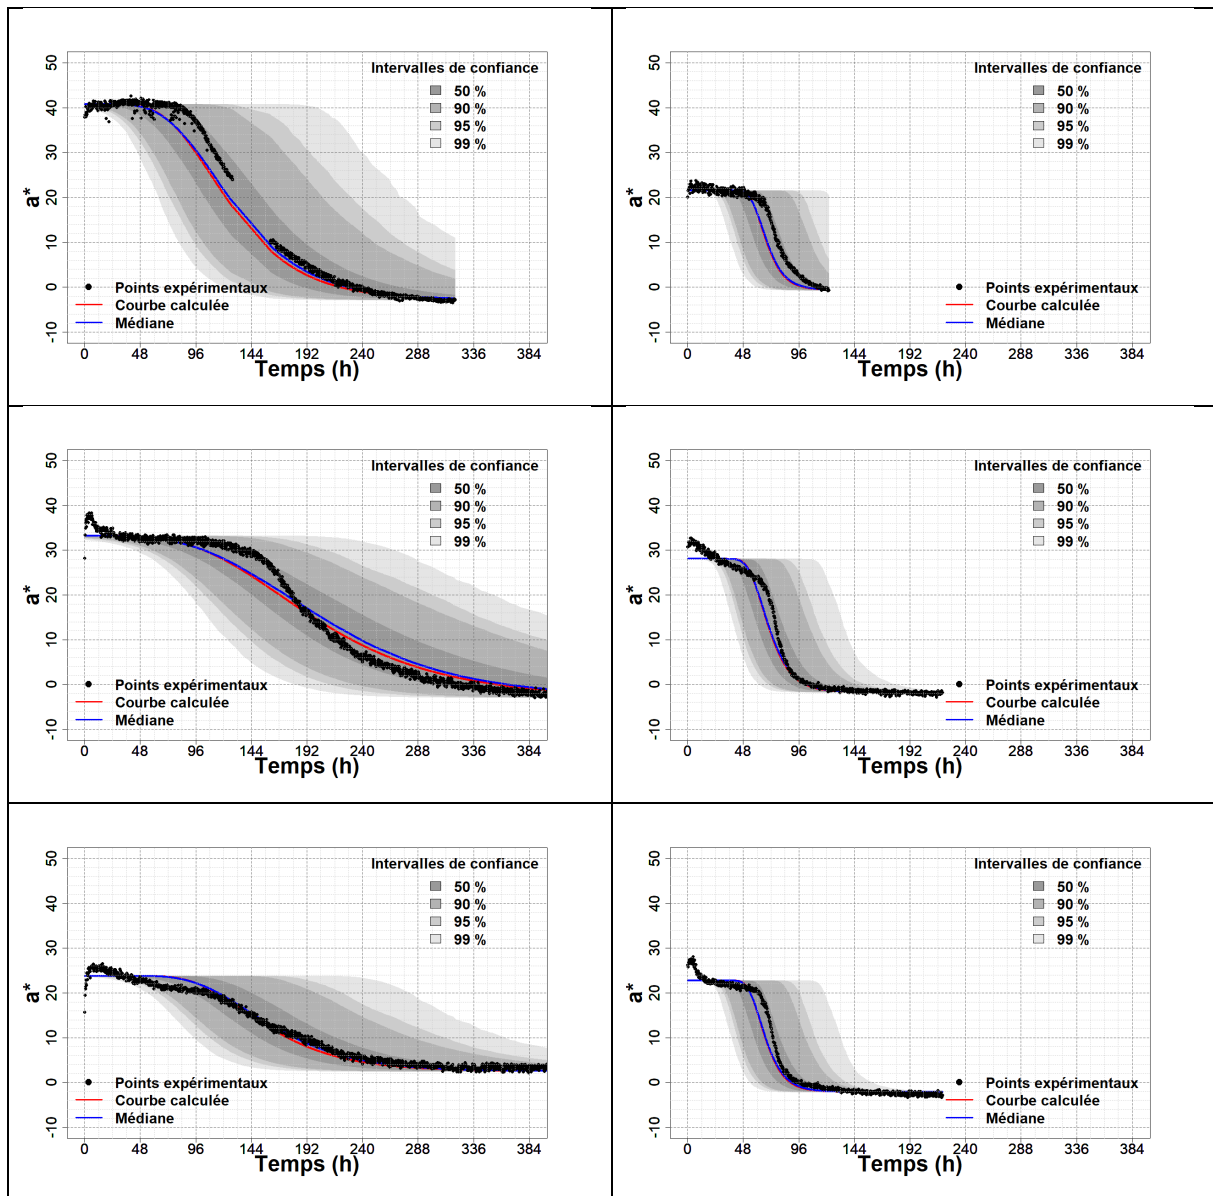 50
40
30
20
10
0
-10
a*
Intervalles de confiance
50 %
90 %
95 %
99 %
Points expérimentaux
Courbe calculée
Médiane
0 48 96 144 192 240 288 336 384
Temps (h)
50
40
30
20
10
0
-10
a*
Intervalles de confiance
50 %
90 %
95 %
99 %
Points expérimentaux
Courbe calculée
Médiane
0 48 96 144 192 240 288 336 384
Temps (h)
50
40
30
20
10
0
-10
a*
Intervalles de confiance
50 %
90 %
95 %
99 %
Points expérimentaux
Courbe calculée
Médiane
0 48 96 144 192 240 288 336 384
Temps (h)
50
40
30
20
10
0
-10
a*
Intervalles de confiance
50 %
90 %
95 %
99 %
Points expérimentaux
Courbe calculée
Médiane
0 48 96 144 192 240 288 336 384
Temps (h)
50
40
30
20
10
0
-10
a*
Intervalles de confiance
50 %
90 %
95 %
99 %
Points expérimentaux
Courbe calculée
Médiane
0 48 96 144 192 240 288 336 384
Temps (h)
50
40
30
20
10
0
-10
a*
Intervalles de confiance
50 %
90 %
95 %
99 %
Points expérimentaux
Courbe calculée
Médiane
0 48 96 144 192 240 288 336 384
Temps (h)